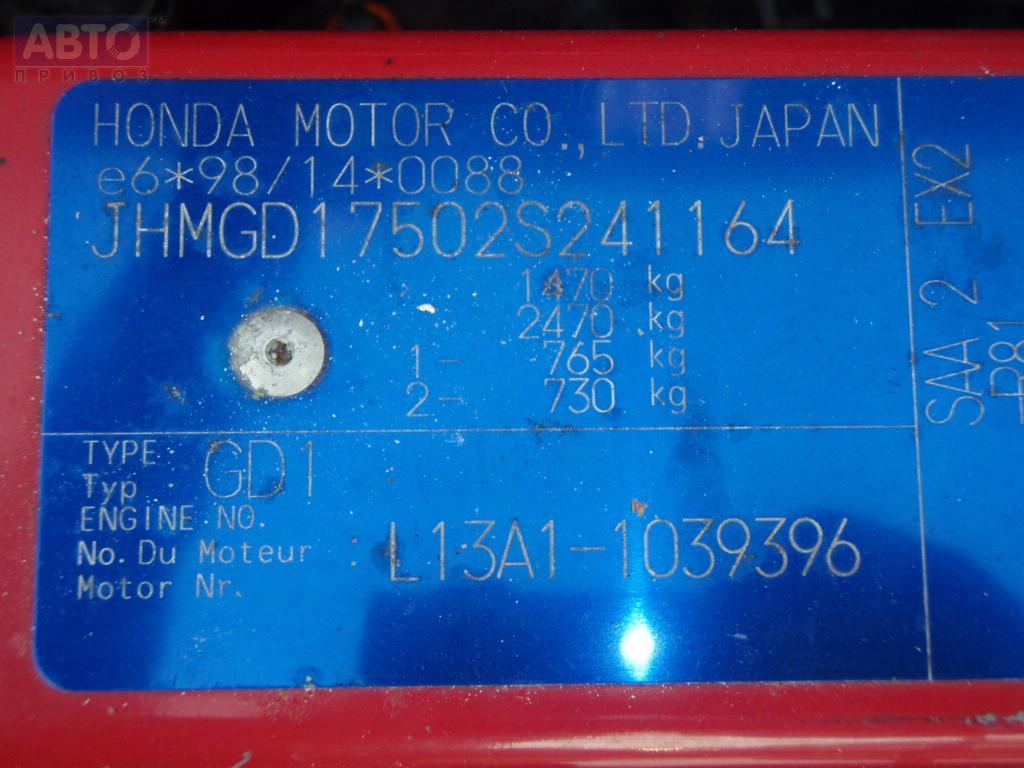 АВТО
ПРИВОЗ
HONDA MOTOR CO.,LTD.JAPAN
e6*98/14*0088
JHMGD17502S241164
1470 kg
2470 kg
1- 765 kg
2- 730 kg
TYPE
Typ : GD1
ENGINE NO.
No.Du Moteur : L13A1-1039396
Motor Nr.
SAA 2 EX2
R81